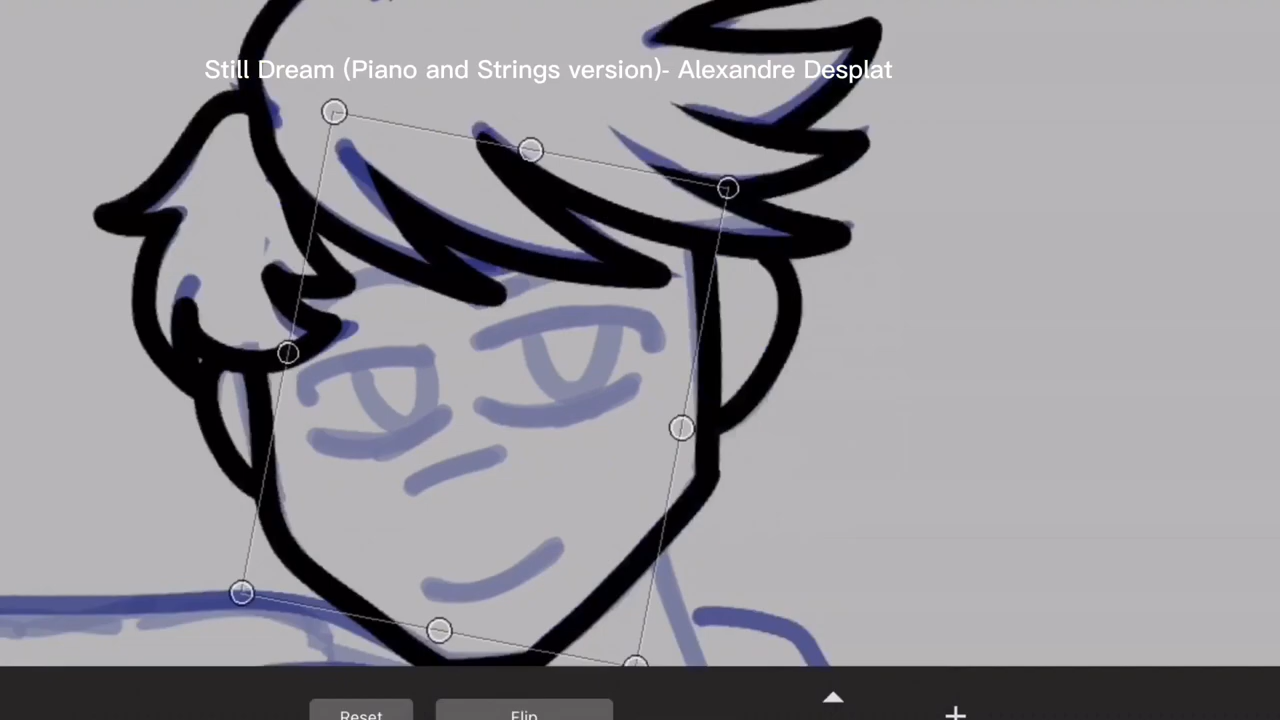 Still Dream (Piano and Strings version)- Alexandre Desplat
Reset
Flip